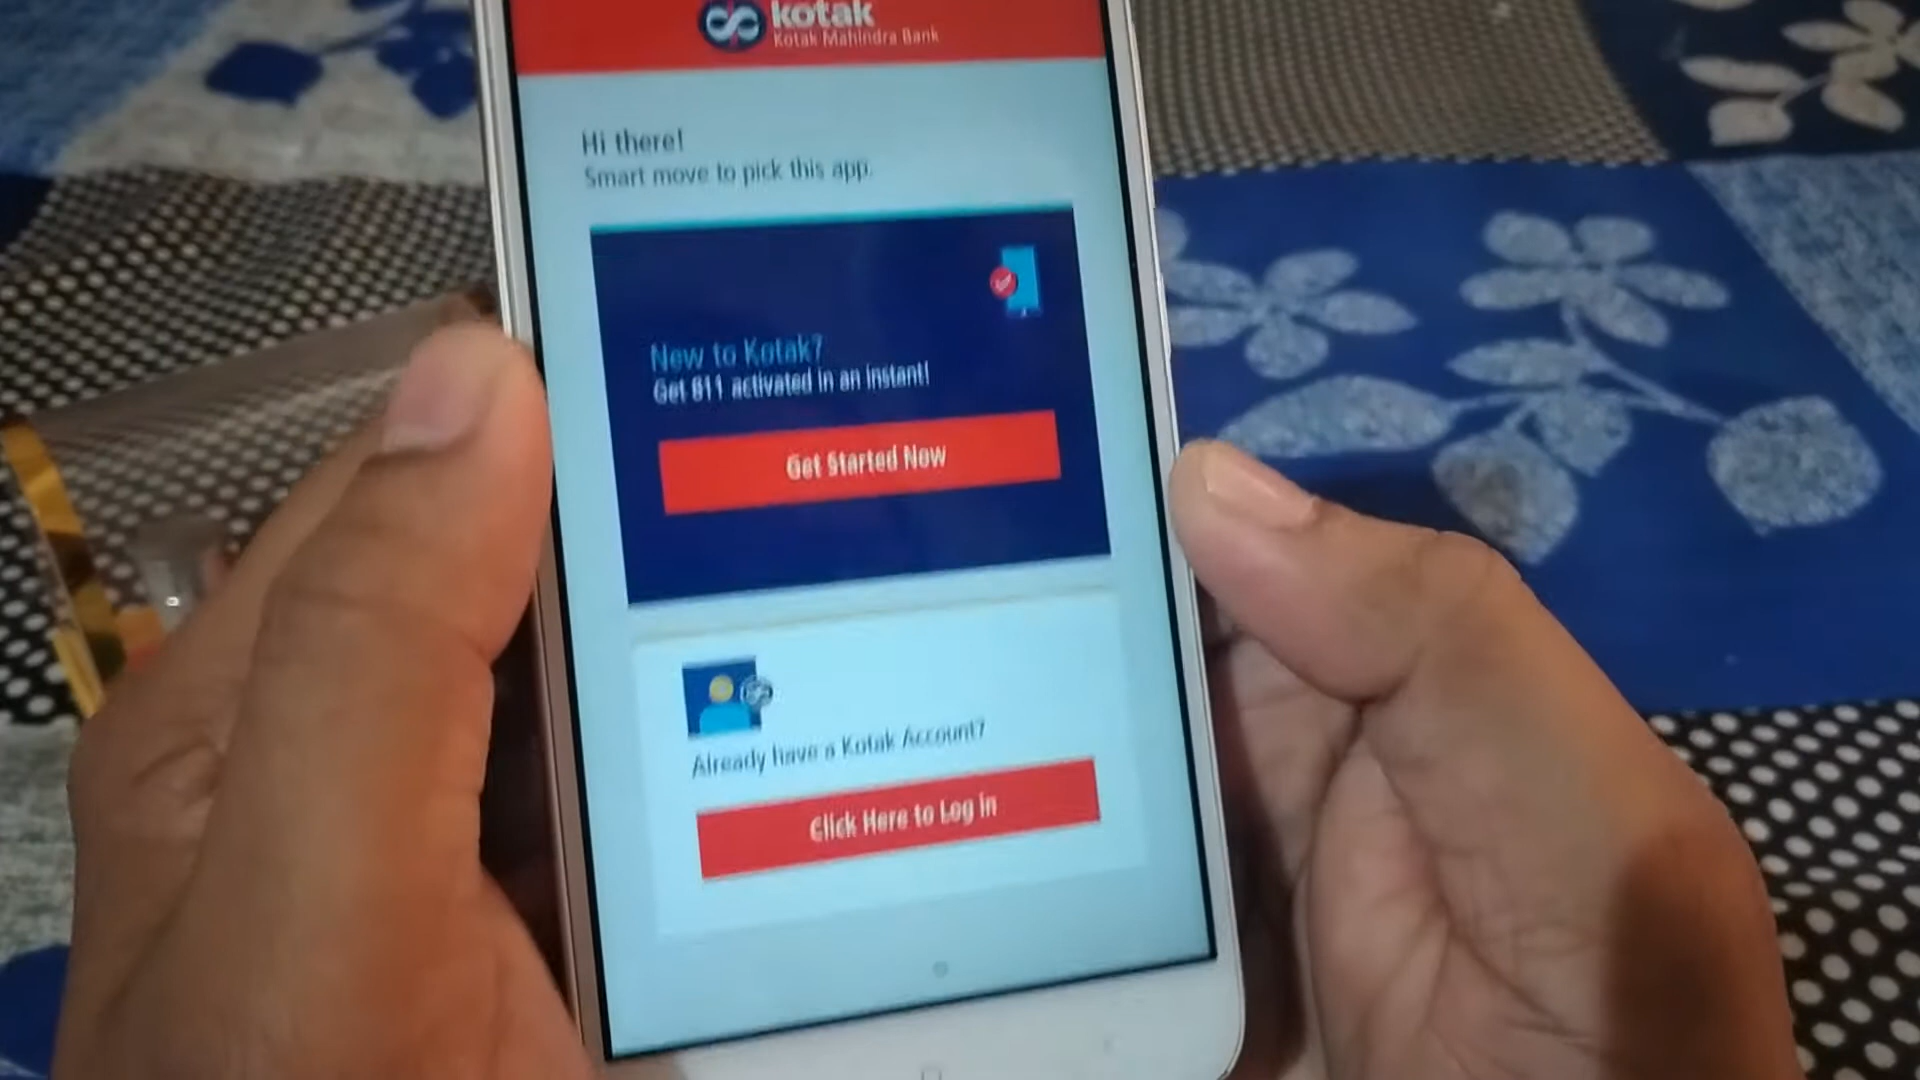 kotak
Kotak Mahindra Bank
Hi there!
Smart move to pick this app.
New to Kotak?
Get 811 activated in an instant!
Get Started Now
Already have a Kotak Account?
Click Here to Log in